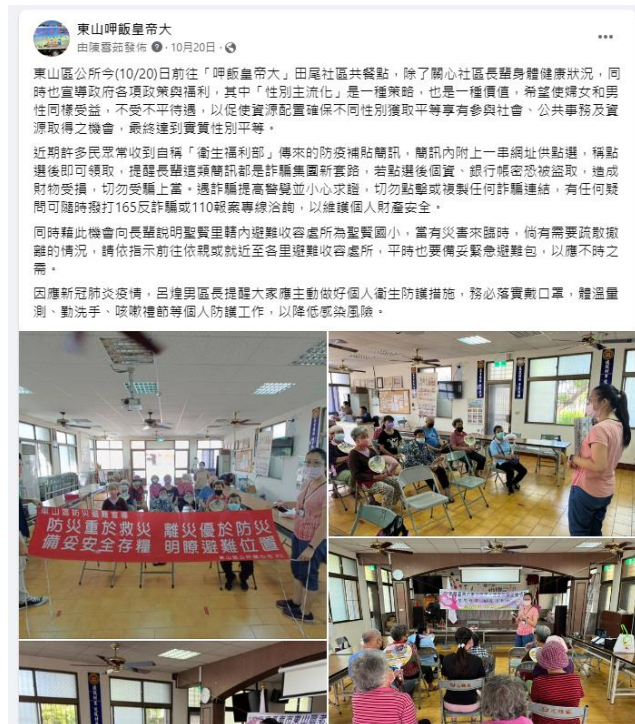 東山呷飯皇帝大
由陳雪茹發佈 · 10月20日 ·
東山區公所今(10/20)日前往「呷飯皇帝大」田尾社區共餐點，除了關心社區長輩身體健康狀況，同
時也宣導政府各項政策與福利，其中「性別主流化」是一種策略，也是一種價值，希望使婦女和男
性同樣受益，不受不平待遇，以促使資源配置確保不同性別獲取平等享有參與社會、公共事務及資
源取得之機會，最終達到實質性別平等。
近期許多民眾常收到自稱「衛生福利部」傳來的防疫補貼簡訊，簡訊內附上一串網址供點選，稱點
選後即可領取，提醒長輩這類簡訊都是詐騙集團新套路，若點選後個資、銀行帳密恐被盜取，造成
財物受損，切勿受騙上當。遇詐騙提高警覺並小心求證，切勿點擊或複製任何詐騙連結，有任何疑
問可隨時撥打165反詐騙或110報案專線洽詢，以維護個人財產安全。
同時藉此機會向長輩說明聖賢里轄內避難收容處所為聖賢國小，當有災害來臨時，倘有需要疏散撤
離的情況，請依指示前往依親或就近至各里避難收容處所，平時也要備妥緊急避難包，以應不時之
需。
因應新冠肺炎疫情，呂煌男區長提醒大家應主動做好個人衛生防護措施，務必落實戴口罩，體溫量
測、勤洗手、咳嗽禮節等個人防護工作，以降低感染風險。
防災重於救災 離災優於防災
備妥安全存糧 明瞭避難位置